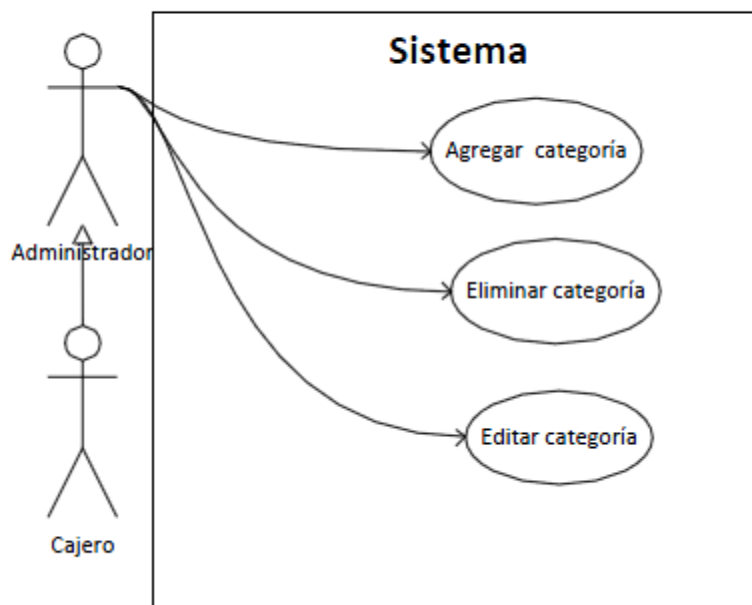 Sistema
Agregar categoría
Administrador
Eliminar categoría
Editar categoría
Cajero